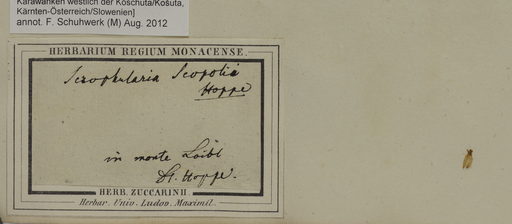 Karawanken westlich der Koschuta/Košuta,
Kärnten-Österreich/Slowenien]
annot. F. Schuhwerk (M) Aug. 2012
HERBARIUM REGIUM MONACENSE.
Scrophularia Scopolii
Hoppe
in monte Loibl
Dr. Hoppe.
HERB. ZUCCARINII
Herbar. Univ. Ludov. Maximil.